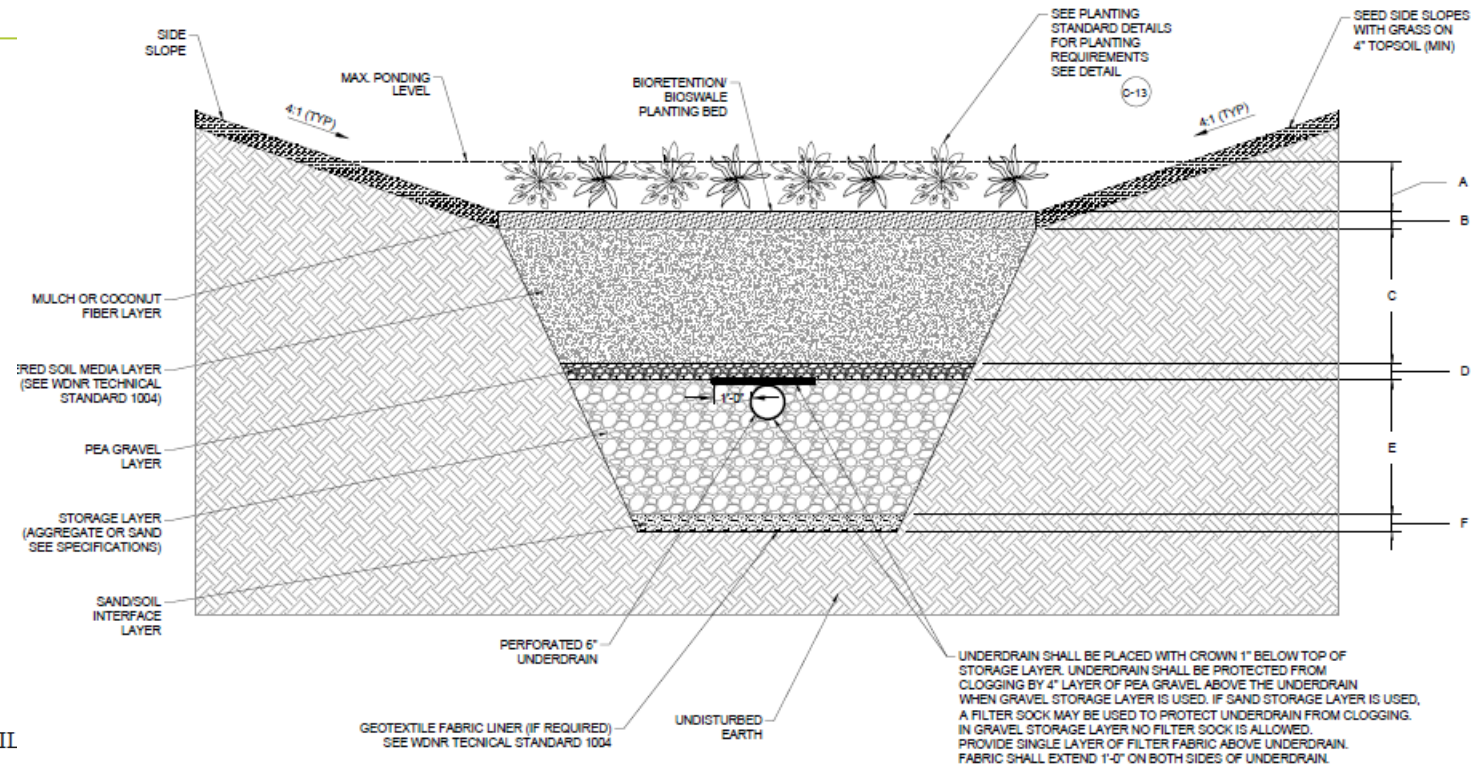 SIDE
SLOPE
MAX. PONDING
LEVEL
BIORETENTION/
BIOSWALE
PLANTING BED
SEE PLANTING
STANDARD DETAILS
FOR PLANTING
REQUIREMENTS
SEE DETAIL
C-13
SEED SIDE SLOPES
WITH GRASS ON
4" TOPSOIL (MIN)
4:1 (TYP)
4:1 (TYP)
A
B
C
D
E
F
MULCH OR COCONUT
FIBER LAYER
ERED SOIL MEDIA LAYER
(SEE WDNR TECHNICAL
STANDARD 1004)
PEA GRAVEL
LAYER
STORAGE LAYER
(AGGREGATE OR SAND
SEE SPECIFICATIONS)
SAND/SOIL
INTERFACE
LAYER
1'-0"
PERFORATED 6"
UNDERDRAIN
GEOTEXTILE FABRIC LINER (IF REQUIRED)
SEE WDNR TECNICAL STANDARD 1004
UNDISTURBED
EARTH
UNDERDRAIN SHALL BE PLACED WITH CROWN 1" BELOW TOP OF
STORAGE LAYER. UNDERDRAIN SHALL BE PROTECTED FROM
CLOGGING BY 4" LAYER OF PEA GRAVEL ABOVE THE UNDERDRAIN
WHEN GRAVEL STORAGE LAYER IS USED. IF SAND STORAGE LAYER IS USED,
A FILTER SOCK MAY BE USED TO PROTECT UNDERDRAIN FROM CLOGGING.
IN GRAVEL STORAGE LAYER NO FILTER SOCK IS ALLOWED.
PROVIDE SINGLE LAYER OF FILTER FABRIC ABOVE UNDERDRAIN.
FABRIC SHALL EXTEND 1'-0" ON BOTH SIDES OF UNDERDRAIN.